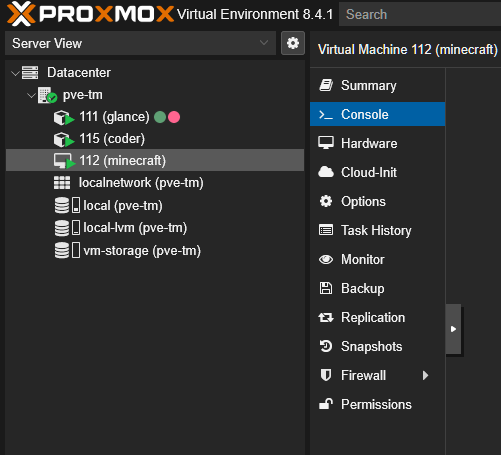 PROXMOX Virtual Environment 8.4.1
Search
Server View
Virtual Machine 112 (minecraft)
Datacenter
pve-tm
111 (glance)
115 (coder)
112 (minecraft)
localnetwork (pve-tm)
local (pve-tm)
local-lvm (pve-tm)
vm-storage (pve-tm)
Summary
Console
Hardware
Cloud-Init
Options
Task History
Monitor
Backup
Replication
Snapshots
Firewall
Permissions